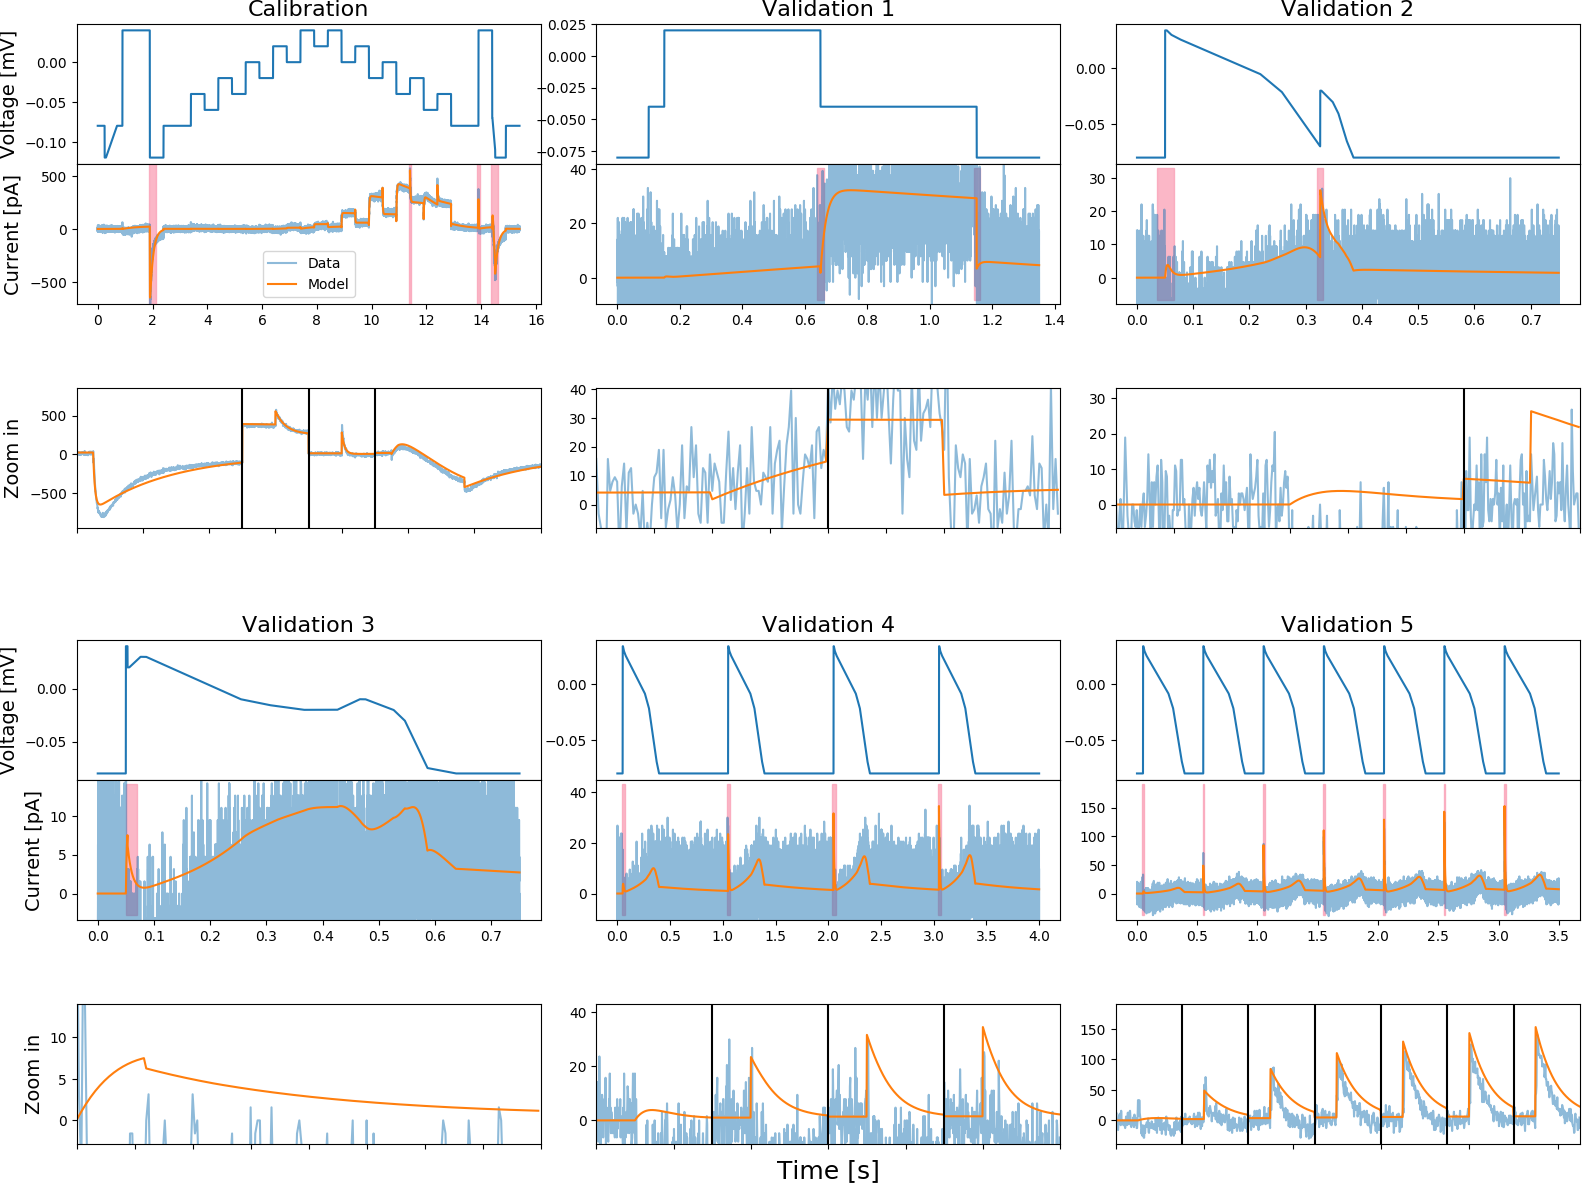 Calibration
Validation 1
Validation 2
Voltage [mV]
0.00
−0.05
−0.10
0.025
0.000
−0.025
−0.050
−0.075
0.00
−0.05
Current [pA]
500
0
−500
Data
Model
40
20
0
30
20
10
0
0 2 4 6 8 10 12 14 16
0.0 0.2 0.4 0.6 0.8 1.0 1.2 1.4
0.0 0.1 0.2 0.3 0.4 0.5 0.6 0.7
Zoom in
500
0
−500
40
30
20
10
0
30
20
10
0
Validation 3
Validation 4
Validation 5
Voltage [mV]
0.00
−0.05
0.00
−0.05
0.00
−0.05
Current [pA]
10
5
0
40
20
0
150
100
50
0
0.0 0.1 0.2 0.3 0.4 0.5 0.6 0.7
0.0 0.5 1.0 1.5 2.0 2.5 3.0 3.5 4.0
0.0 0.5 1.0 1.5 2.0 2.5 3.0 3.5
Zoom in
10
5
0
40
20
0
150
100
50
0
Time [s]